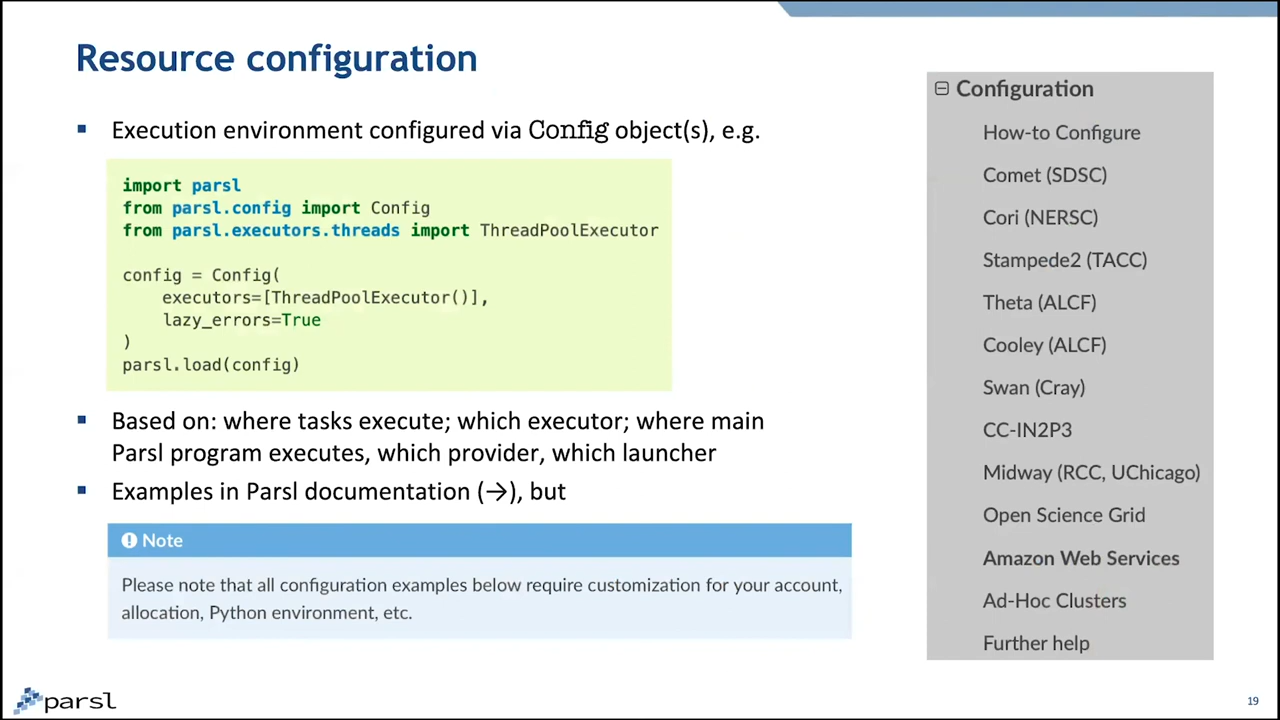 Resource configuration
▪ Execution environment configured via Config object(s), e.g.
import parsl
from parsl.config import Config
from parsl.executors.threads import ThreadPoolExecutor
config = Config(
    executors=[ThreadPoolExecutor()],
    lazy_errors=True
)
parsl.load(config)
▪ Based on: where tasks execute; which executor; where main
Parsl program executes, which provider, which launcher
▪ Examples in Parsl documentation (→), but
Note
Please note that all configuration examples below require customization for your account,
allocation, Python environment, etc.
Configuration
How-to Configure
Comet (SDSC)
Cori (NERSC)
Stampede2 (TACC)
Theta (ALCF)
Cooley (ALCF)
Swan (Cray)
CC-IN2P3
Midway (RCC, UChicago)
Open Science Grid
Amazon Web Services
Ad-Hoc Clusters
Further help
parsl
19